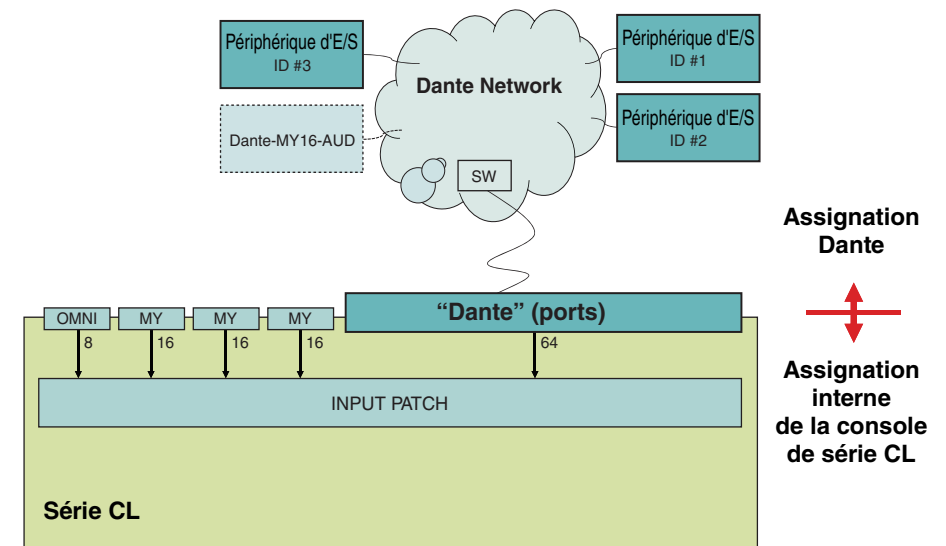 Périphérique d'E/S
ID #3
Dante-MY16-AUD
Dante Network
SW
Périphérique d'E/S
ID #1
Périphérique d'E/S
ID #2
Assignation
Dante
OMNI
MY
MY
MY
“Dante” (ports)
8
16
16
16
64
INPUT PATCH
Assignation
interne
de la console
de série CL
Série CL